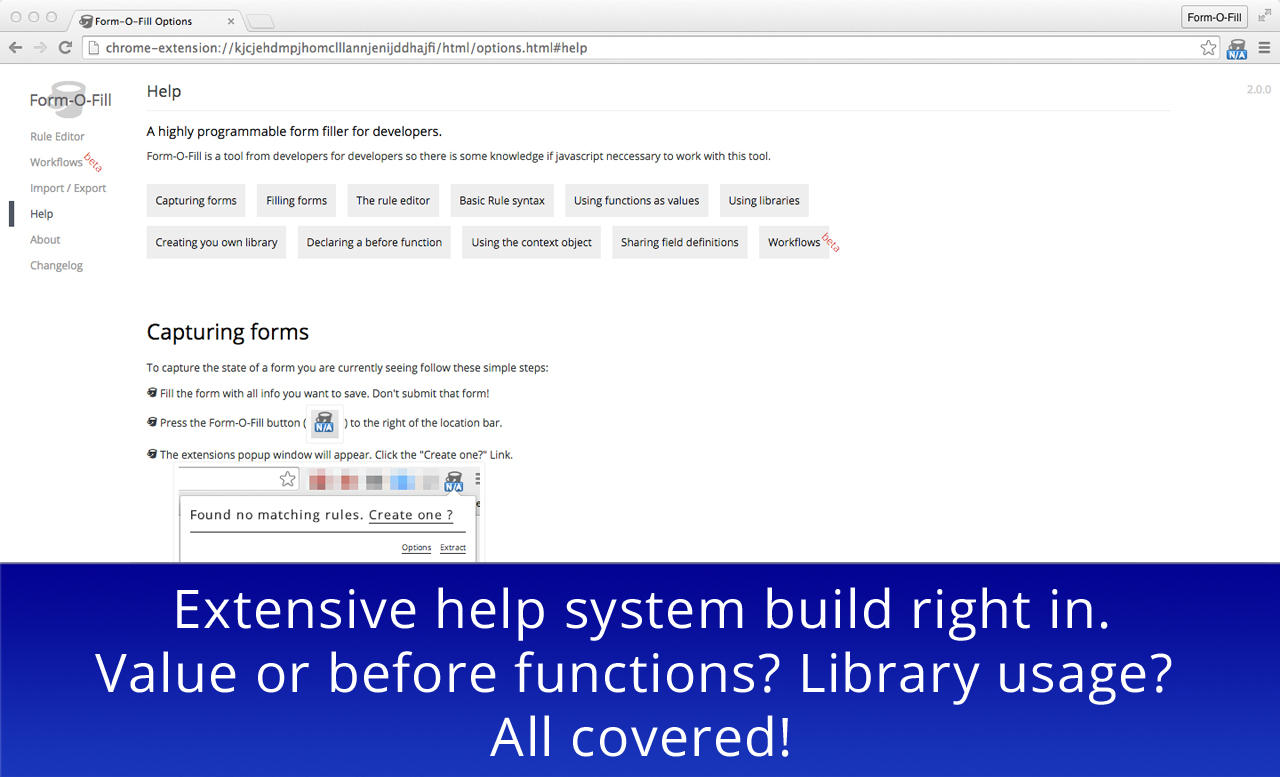 Form-O-Fill Options
Form-O-Fill
chrome-extension://kjcjehdmpjhomclllannjenijddhajfi/html/options.html#help
N/A
Form-O-Fill
Help
2.0.0
A highly programmable form filler for developers.
Rule Editor
Workflows beta
Form-O-Fill is a tool from developers for developers so there is some knowledge if javascript neccessary to work with this tool.
Import / Export
Help
About
Changelog
Capturing forms
Filling forms
The rule editor
Basic Rule syntax
Using functions as values
Using libraries
Creating you own library
Declaring a before function
Using the context object
Sharing field definitions
Workflows beta
Capturing forms
To capture the state of a form you are currently seeing follow these simple steps:
Fill the form with all info you want to save. Don't submit that form!
Press the Form-O-Fill button ( N/A ) to the right of the location bar.
The extensions popup window will appear. Click the "Create one?" Link.
N/A
Found no matching rules. Create one ?
Options Extract
Extensive help system build right in.
Value or before functions? Library usage?
All covered!